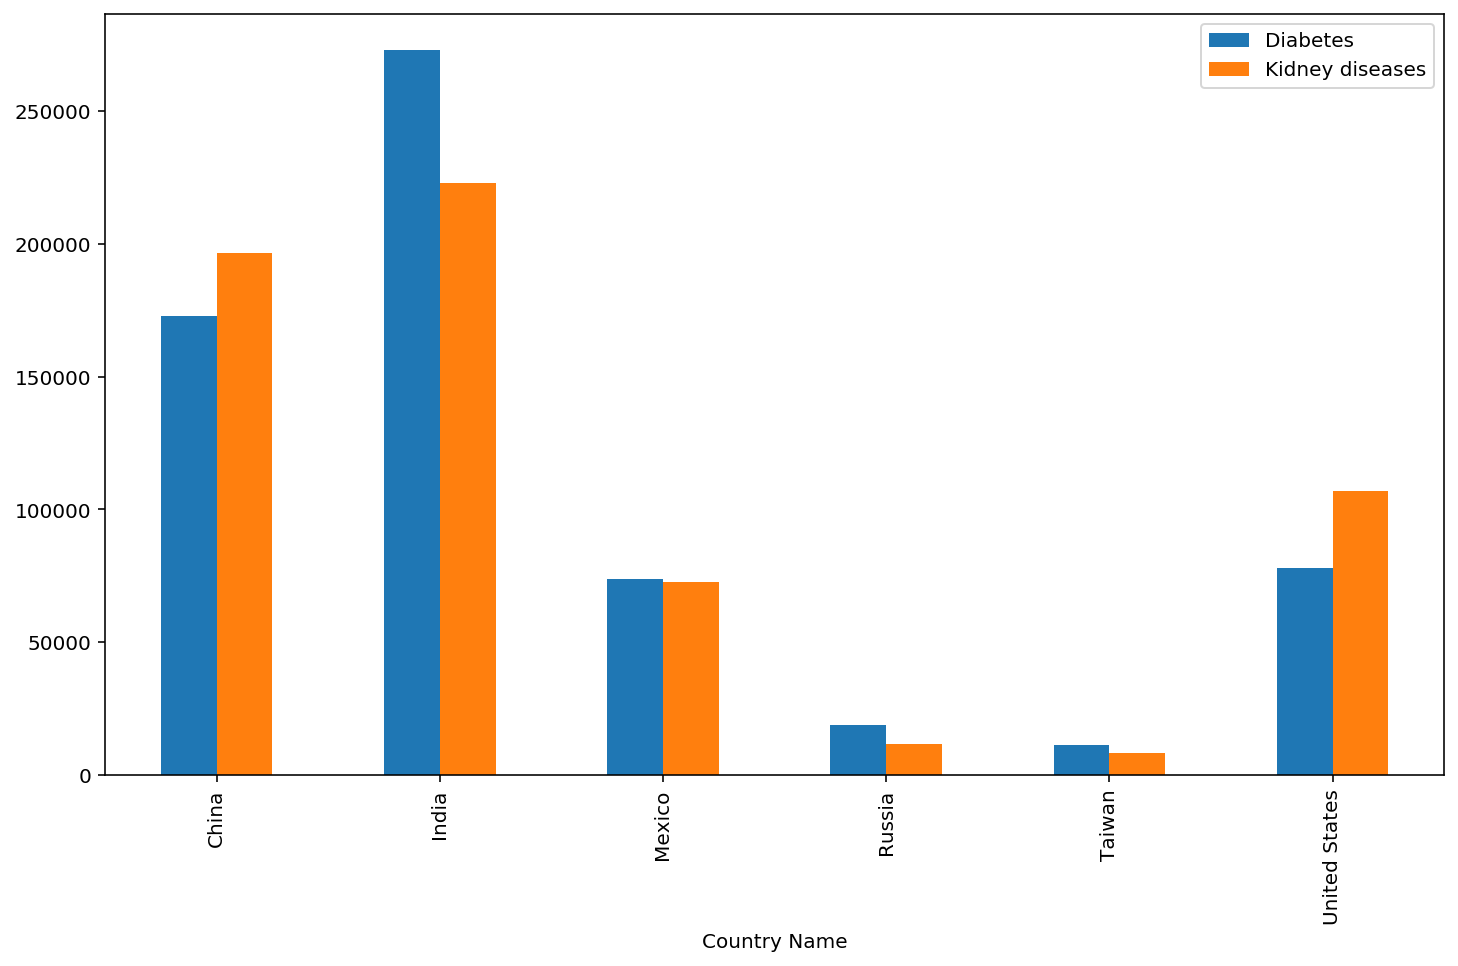 Diabetes
Kidney diseases
250000
200000
150000
100000
50000
0
China
India
Mexico
Russia
Taiwan
United States
Country Name